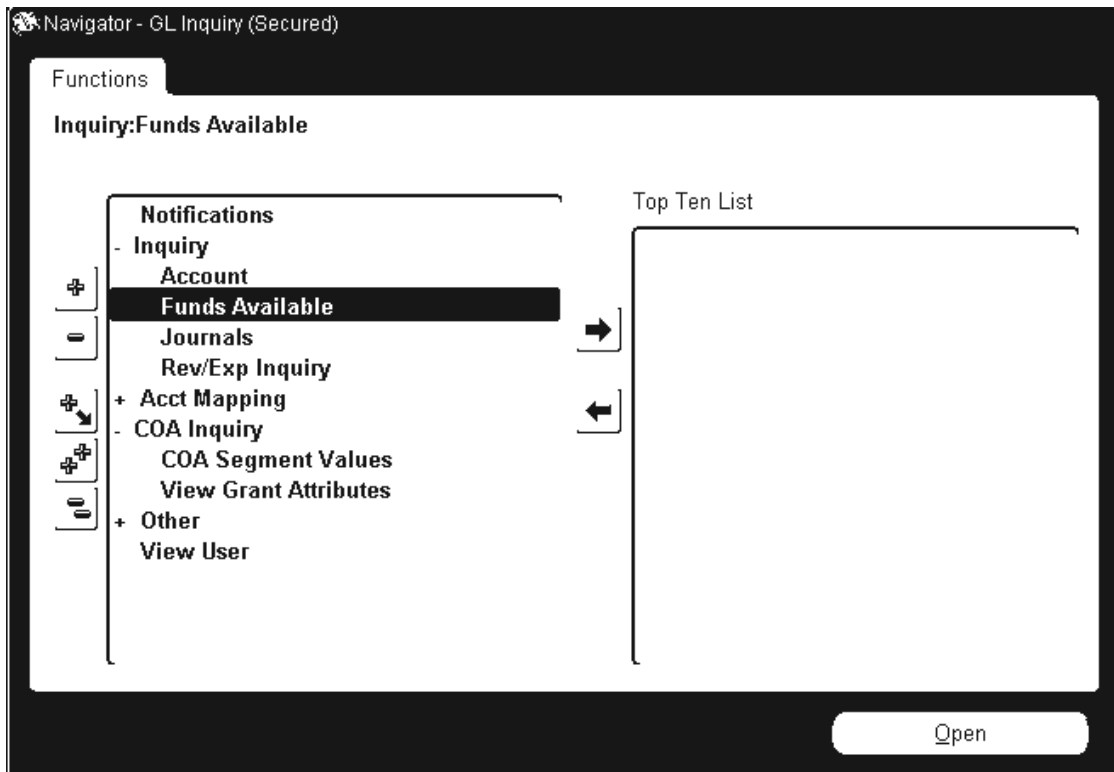 Navigator - GL Inquiry (Secured)
Functions
Inquiry:Funds Available
Notifications
- Inquiry
Account
Funds Available
Journals
Rev/Exp Inquiry
+ Acct Mapping
- COA Inquiry
COA Segment Values
View Grant Attributes
+ Other
View User
Top Ten List
Open